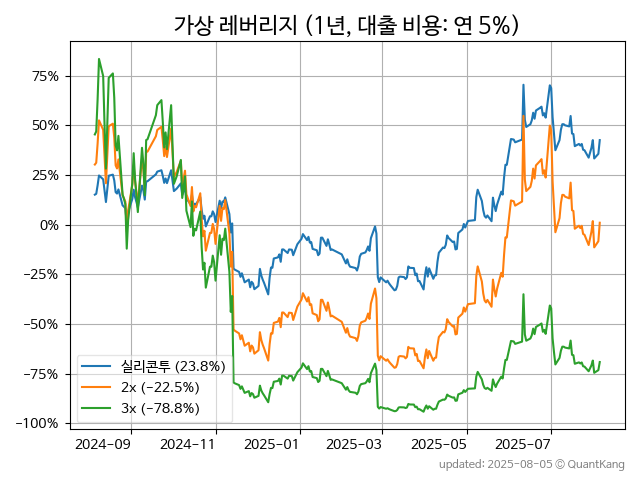 가상 레버리지 (1년, 대출 비용: 연 5%)
75%
50%
25%
0%
−25%
−50%
−75%
−100%
실리콘투 (23.8%)
2x (−22.5%)
3x (−78.8%)
2024-09 2024-11 2025-01 2025-03 2025-05 2025-07
updated: 2025-08-05 © QuantKang